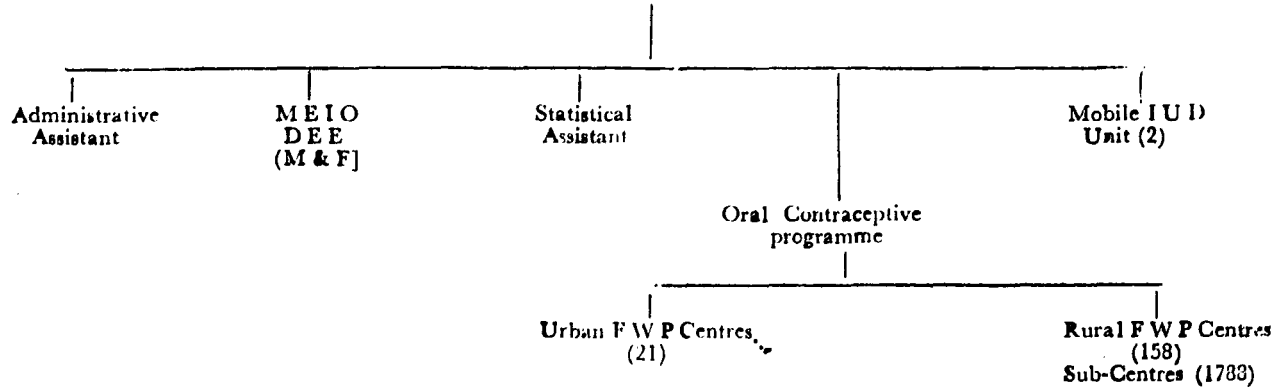 Administrative
Assistant
M E I O
D E E
(M & F]
Statistical
Assistant
Mobile I U D
Unit (2)
Oral Contraceptive
programme
Urban F W P Centres
(21)
Rural F W P Centres
(158)
Sub-Centres (1783)